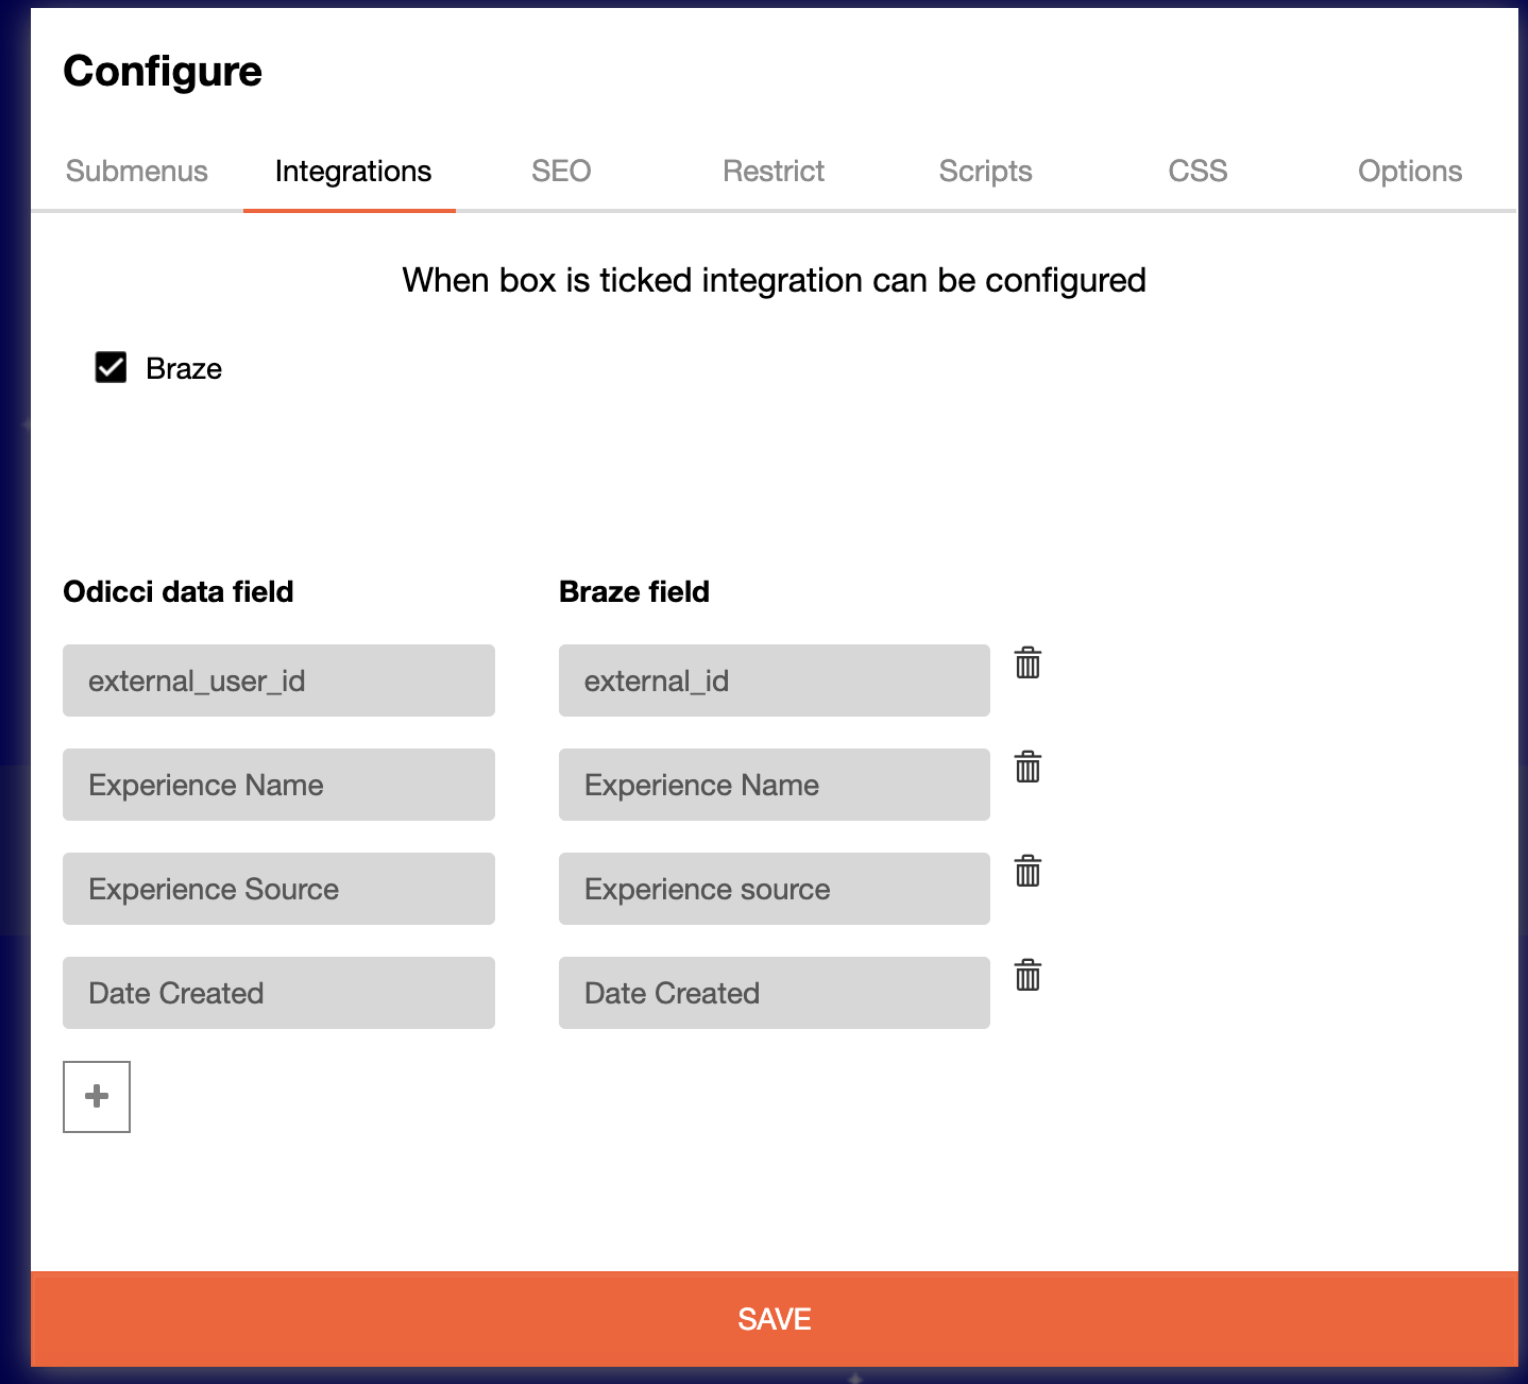 Configure
Submenus Integrations SEO Restrict Scripts CSS Options
When box is ticked integration can be configured
Braze
Odicci data field Braze field
external_user_id external_id
Experience Name Experience Name
Experience Source Experience source
Date Created Date Created
SAVE